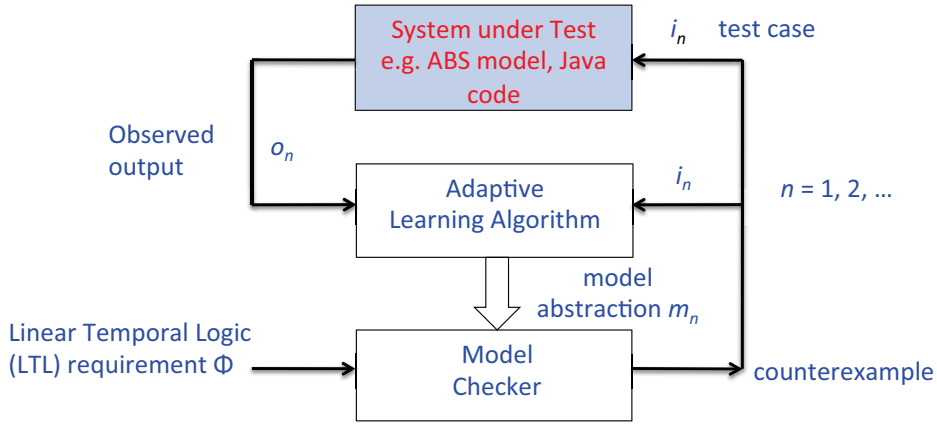 System under Test
e.g. ABS model, Java
code
i_n test case
Observed
output
o_n
Adaptive
Learning Algorithm
i_n
n = 1, 2, ...
model
abstraction m_n
Linear Temporal Logic
(LTL) requirement Φ
Model
Checker
counterexample